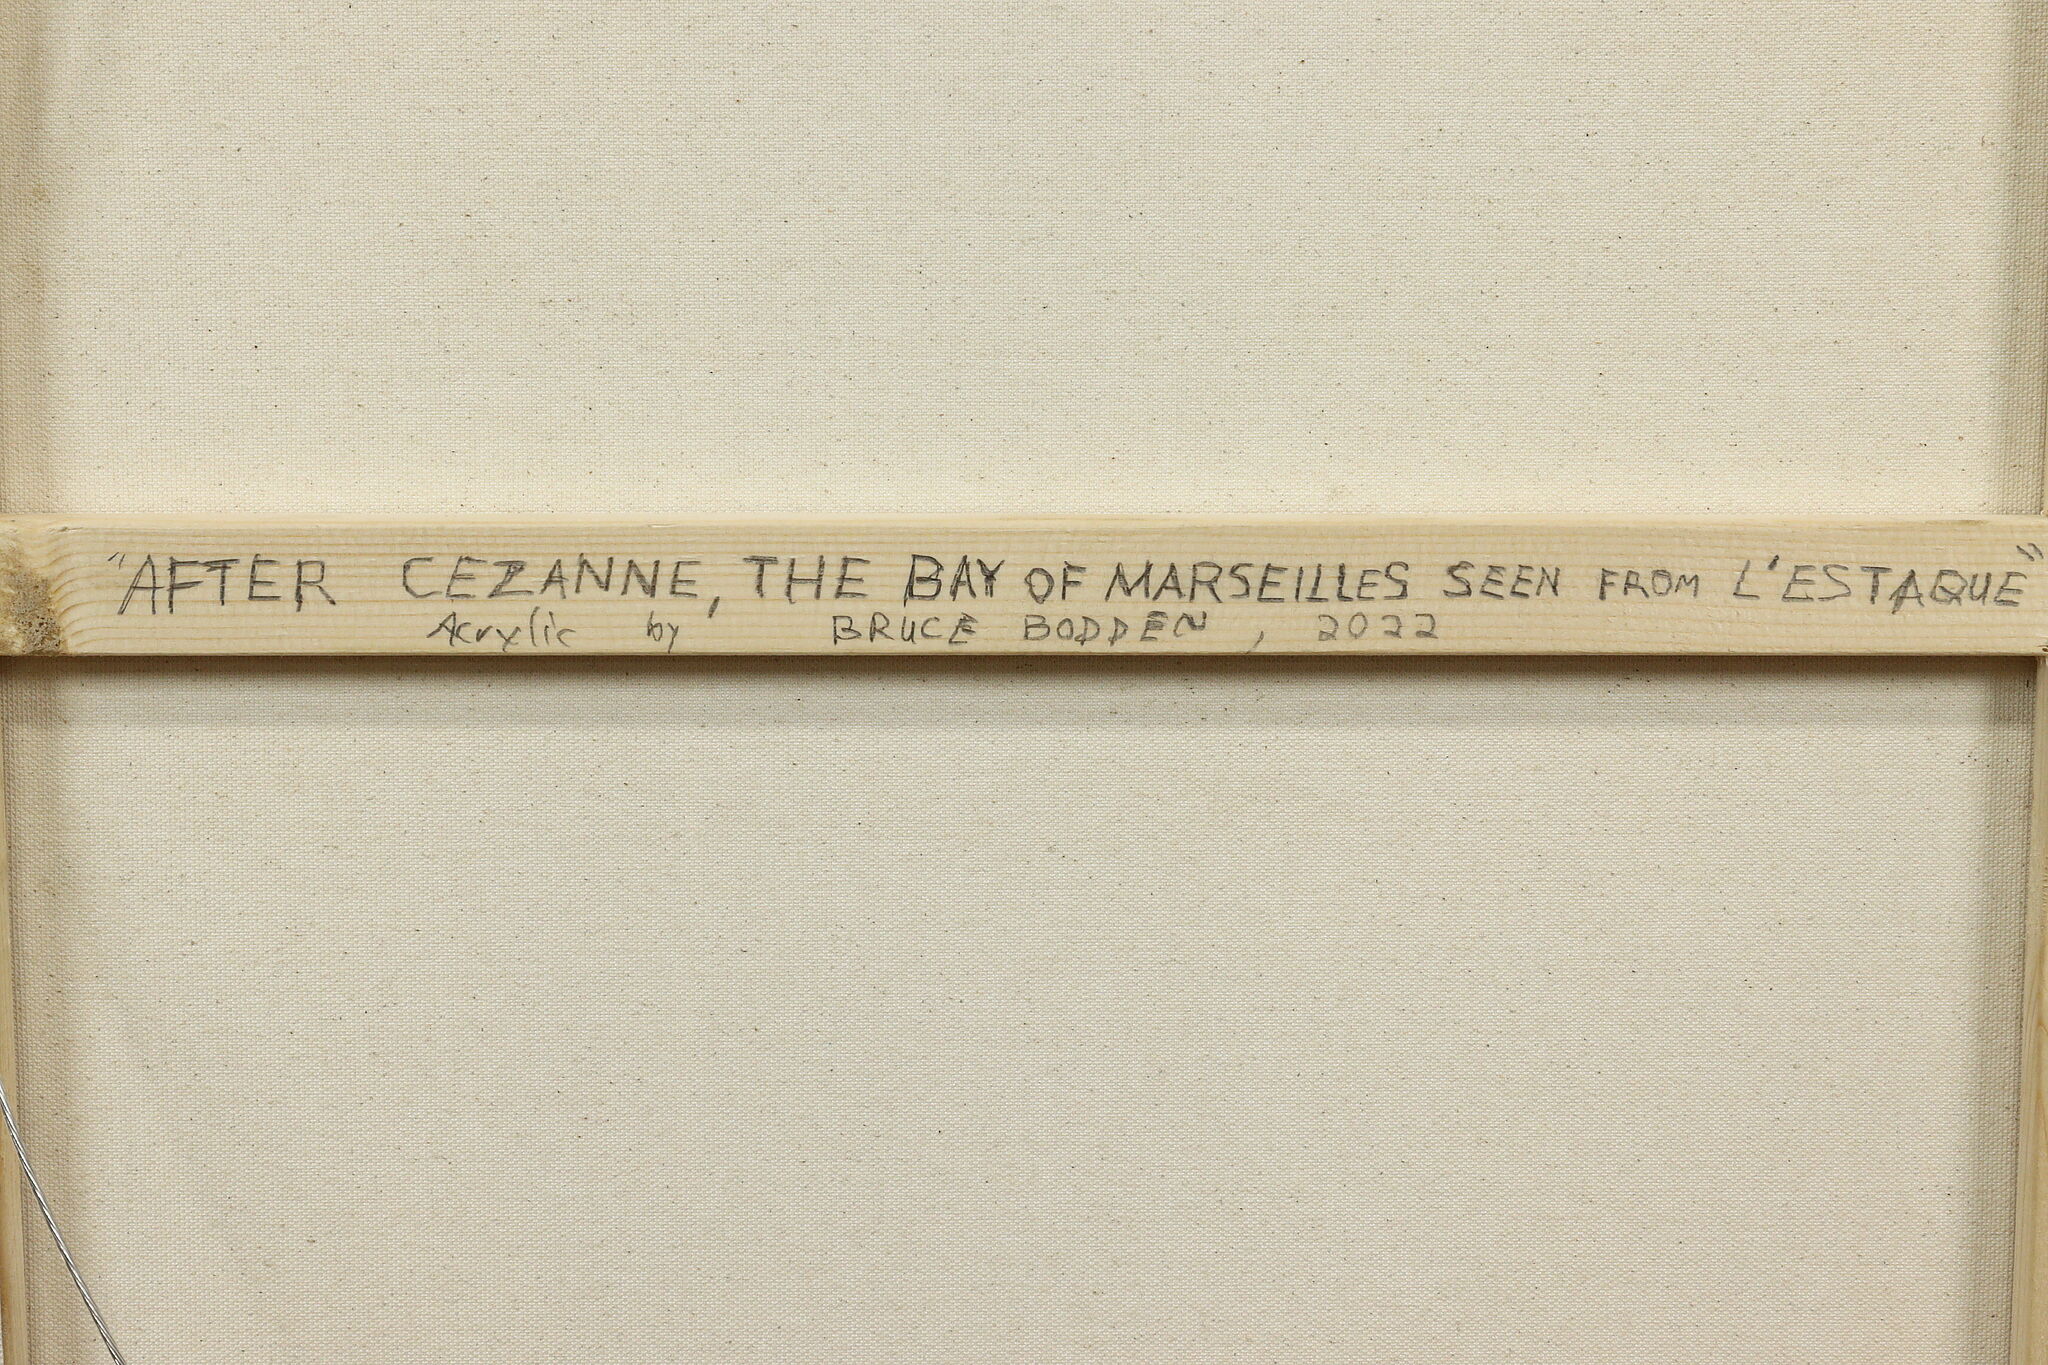 "AFTER CEZANNE, THE BAY OF MARSEILLES SEEN FROM L'ESTAQUE"
Acrylic by BRUCE BODDEN, 2022